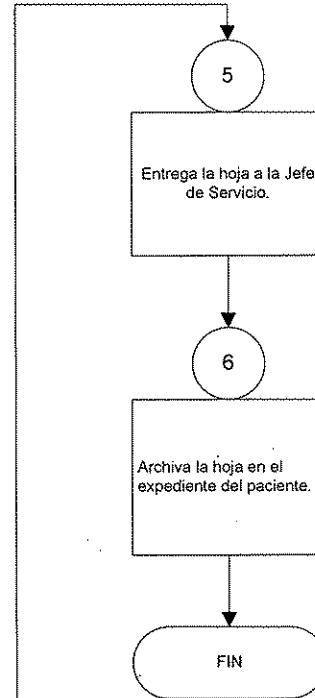 5
Entrega la hoja a la Jefe
de Servicio.
6
Archiva la hoja en el
expediente del paciente.
FIN